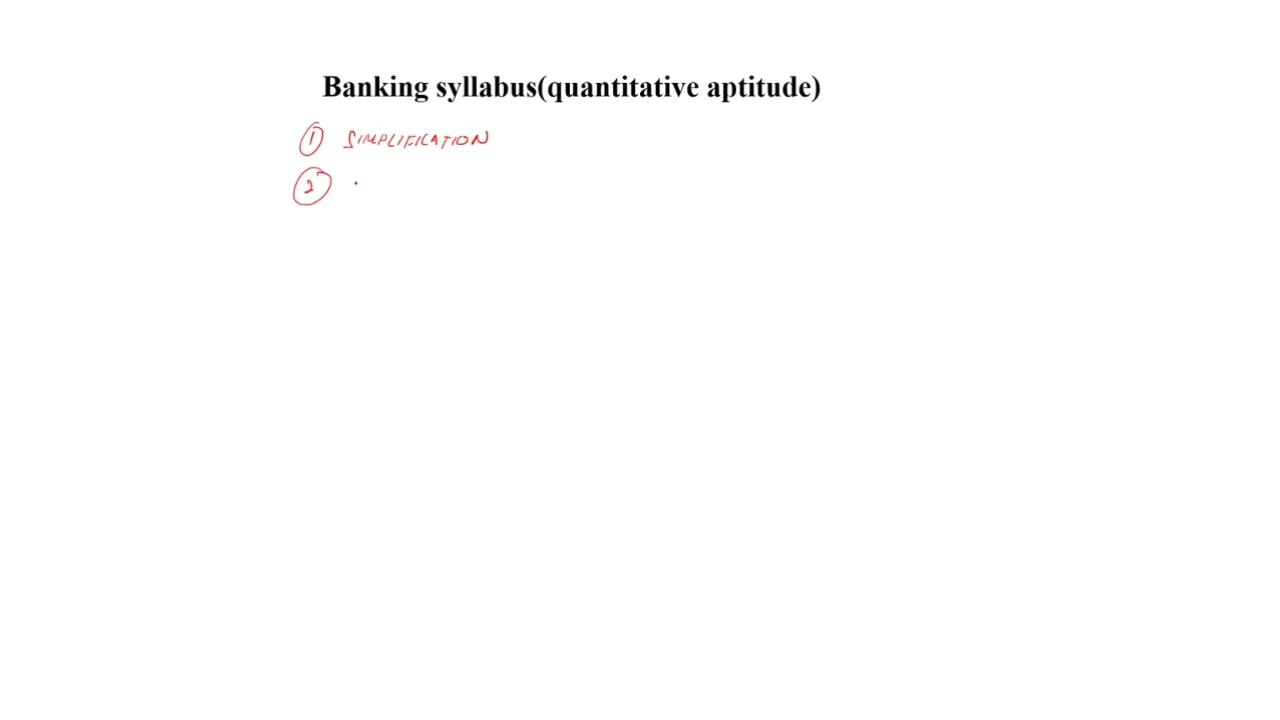 Banking syllabus(quantitative aptitude)
① SIMPLIFICATION
②